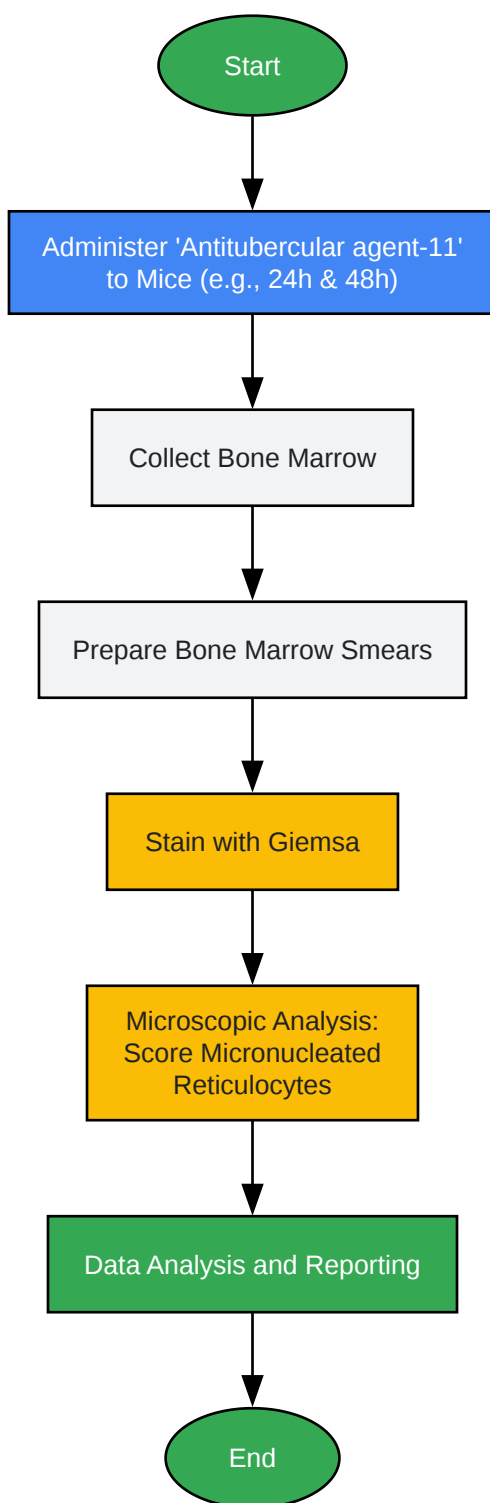 Start
Administer 'Antitubercular agent-11'
to Mice (e.g., 24h & 48h)
Collect Bone Marrow
Prepare Bone Marrow Smears
Stain with Giemsa
Microscopic Analysis:
Score Micronucleated
Reticulocytes
Data Analysis and Reporting
End